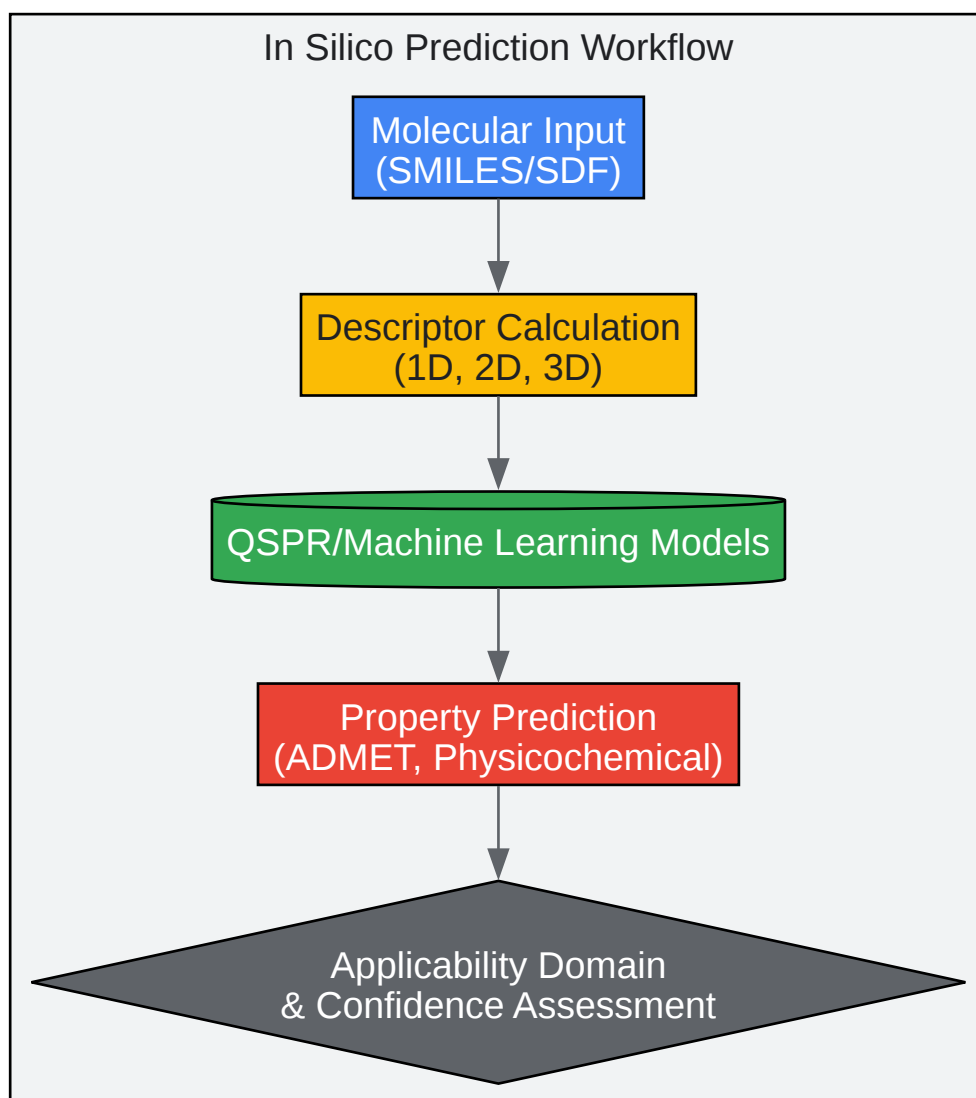 In Silico Prediction Workflow
Molecular Input
(SMILES/SDF)
Descriptor Calculation
(1D, 2D, 3D)
QSPR/Machine Learning Models
Property Prediction
(ADMET, Physicochemical)
Applicability Domain
& Confidence Assessment